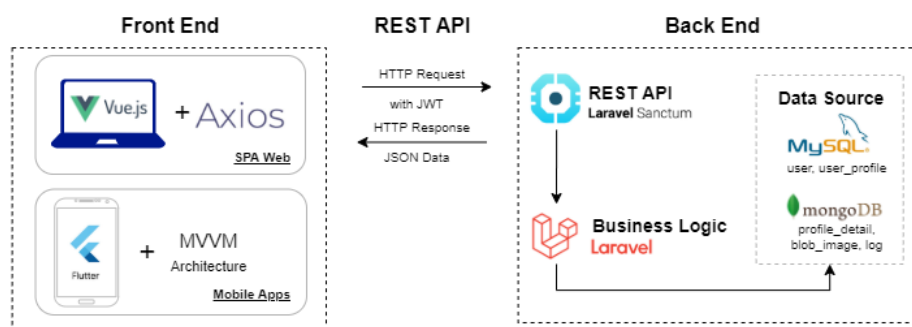 Front End
REST API
Back End
Vue.js
+
Axios
SPA Web
Flutter
+
MVVM
Architecture
Mobile Apps
HTTP Request
with JWT
HTTP Response
JSON Data
REST API
Laravel Sanctum
Business Logic
Laravel
Data Source
MySQL®
user, user_profile
mongoDB
profile_detail,
blob_image, log